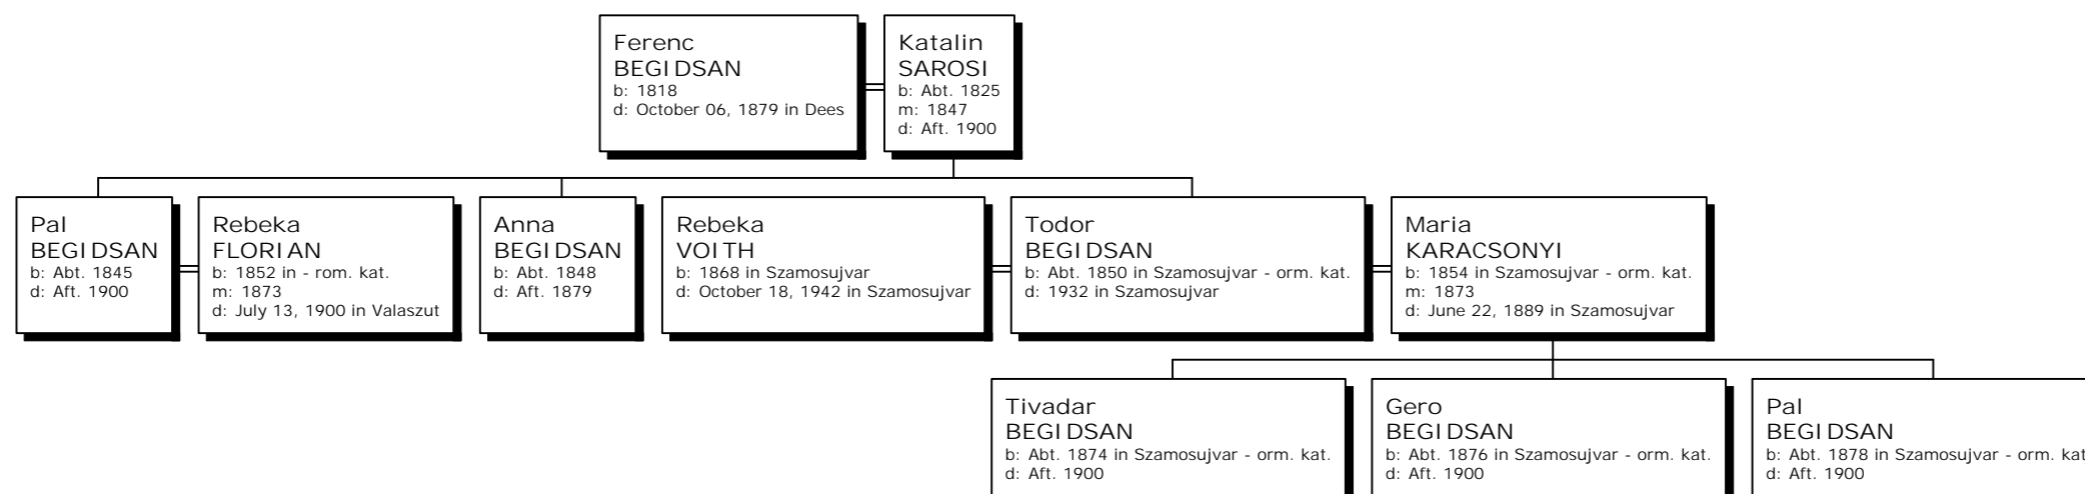 Ferenc
BEGIDSAN
b: 1818
d: October 06, 1879 in Dees
Katalin
SAROSI
b: Abt. 1825
m: 1847
d: Aft. 1900
Pal
BEGIDSAN
b: Abt. 1845
d: Aft. 1900
Rebeka
FLORIAN
b: 1852 in - rom. kat.
m: 1873
d: July 13, 1900 in Valaszut
Anna
BEGIDSAN
b: Abt. 1848
d: Aft. 1879
Rebeka
VOITH
b: 1868 in Szamosujvar
d: October 18, 1942 in Szamosujvar
Todor
BEGIDSAN
b: Abt. 1850 in Szamosujvar - orm. kat.
d: 1932 in Szamosujvar
Maria
KARACSONYI
b: 1854 in Szamosujvar - orm. kat.
m: 1873
d: June 22, 1889 in Szamosujvar
Tivadar
BEGIDSAN
b: Abt. 1874 in Szamosujvar - orm. kat.
d: Aft. 1900
Gero
BEGIDSAN
b: Abt. 1876 in Szamosujvar - orm. kat.
d: Aft. 1900
Pal
BEGIDSAN
b: Abt. 1878 in Szamosujvar - orm. kat
d: Aft. 1900